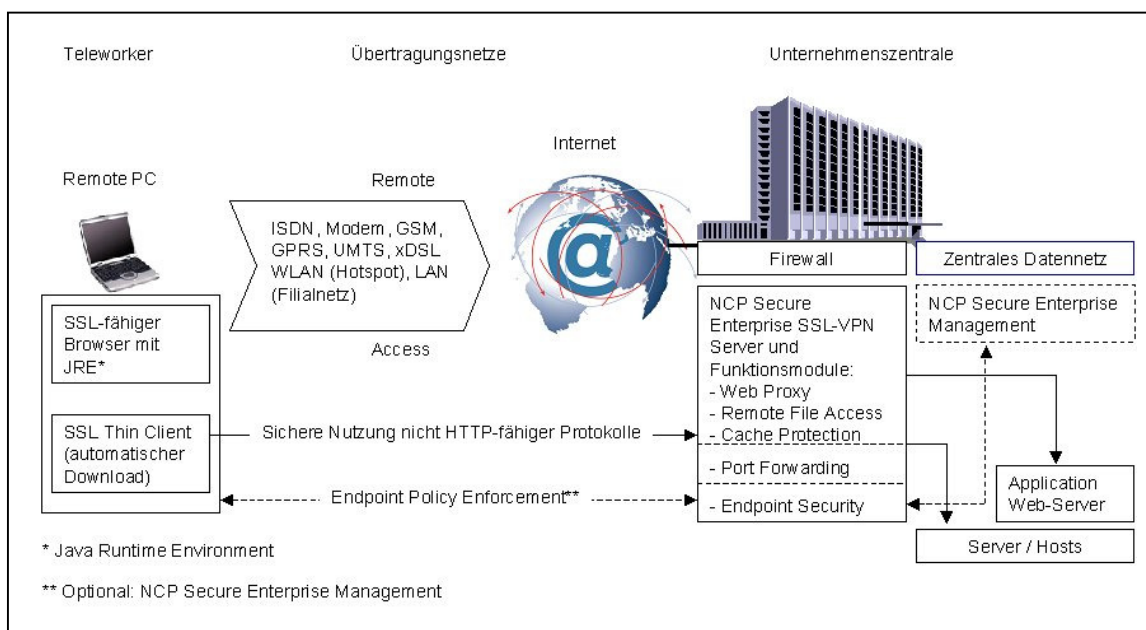 Teleworker
Übertragungsnetze
Unternehmenszentrale
Internet
Remote PC
Remote
ISDN, Modem, GSM,
GPRS, UMTS, xDSL
WLAN (Hotspot), LAN
(Filialnetz)
Access
@
Firewall
Zentrales Datennetz
SSL-fähiger
Browser mit
JRE*
SSL Thin Client
(automatischer
Download)
Sichere Nutzung nicht HTTP-fähiger Protokolle
Endpoint Policy Enforcement**
NCP Secure
Enterprise SSL-VPN
Server und
Funktionsmodule:
- Web Proxy
- Remote File Access
- Cache Protection
- Port Forwarding
- Endpoint Security
NCP Secure Enterprise
Management
Application
Web-Server
Server / Hosts
* Java Runtime Environment
** Optional: NCP Secure Enterprise Management